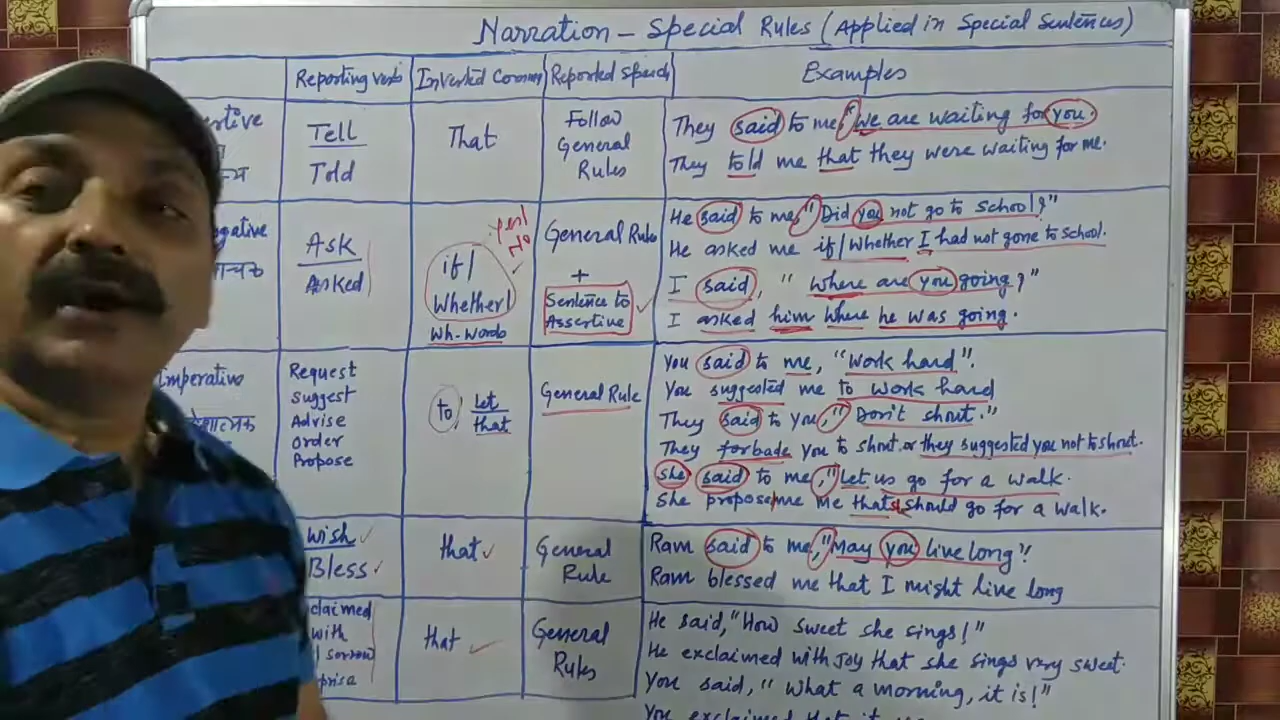 Narration - Special Rules (Applied in Special Sentences)
Reporting verb
Inverted Comma
Reported speech
Examples
ertive
Tell
Told
That
Follow
General
Rules
They said to me, "we are waiting for you.
They told me that they were waiting for me.
gative
Ask
Asked
if/
Whether/
Wh-words
yes/
No
General Rule
+
Sentence to
Assertive
He said to me, "Did you not go to school?"
He asked me if/whether I had not gone to school.
I said, "where are you going?"
I asked him where he was going.
Imperative
Request
suggest
Advise
order
Propose
to, Let
that
General Rule
You said to me, "Work hard".
You suggested me to work hard
They said to you, "Don't shout."
They forbade you to shout. or they suggested you not to shout.
She said to me, "Let us go for a walk.
She propose me that should go for a walk.
Wish
Bless
that
General
Rule
Ram said to me, "May you live long"!
Ram blessed me that I might live long
claimed
with
sorrow
prise
that
General
Rules
He said, "How sweet she sings!"
He exclaimed with joy that she sings very sweet.
You said, "What a morning, it is!"
You exclaimed that it